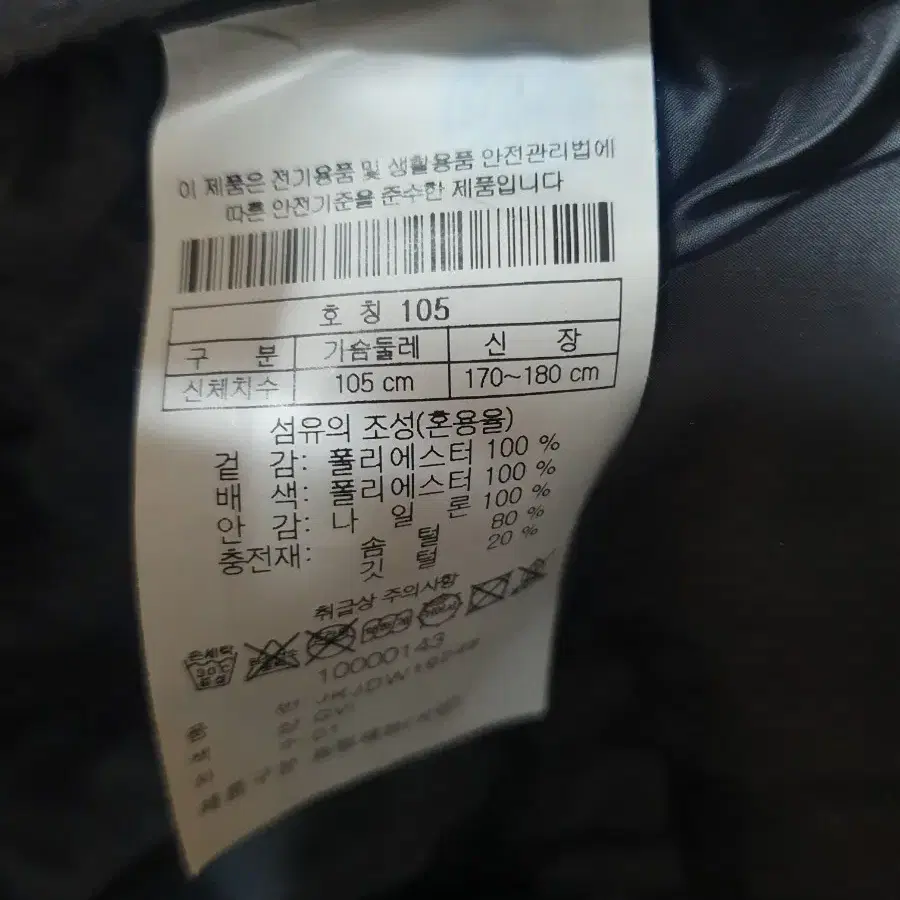 이 제품은 전기용품 및 생활용품 안전관리법에
따른 안전기준을 준수한 제품입니다
호 칭 105
구 분 가슴둘레 신 장
신체치수 105 cm 170~180 cm
섬유의 조성(혼용율)
겉 감: 폴리에스터 100 %
배 색: 폴리에스터 100 %
안 감: 나 일 론 100 %
충전재: 솜 털 80 %
깃 털 20 %
취급상 주의사항
손세탁
10000143
품
색